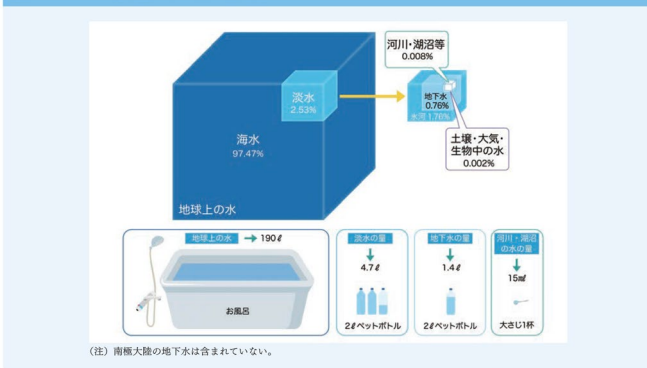 河川・湖沼等
0.008%
淡水
2.53%
地下水
0.76%
氷河 1.76%
海水
97.47%
土壌・大気・
生物中の水
0.002%
地球上の水
地球上の水 → 190ℓ
お風呂
淡水の量
4.7ℓ
2ℓペットボトル
地下水の量
1.4ℓ
2ℓペットボトル
河川・湖沼
の水の量
15mℓ
大さじ1杯
（注）南極大陸の地下水は含まれていない。